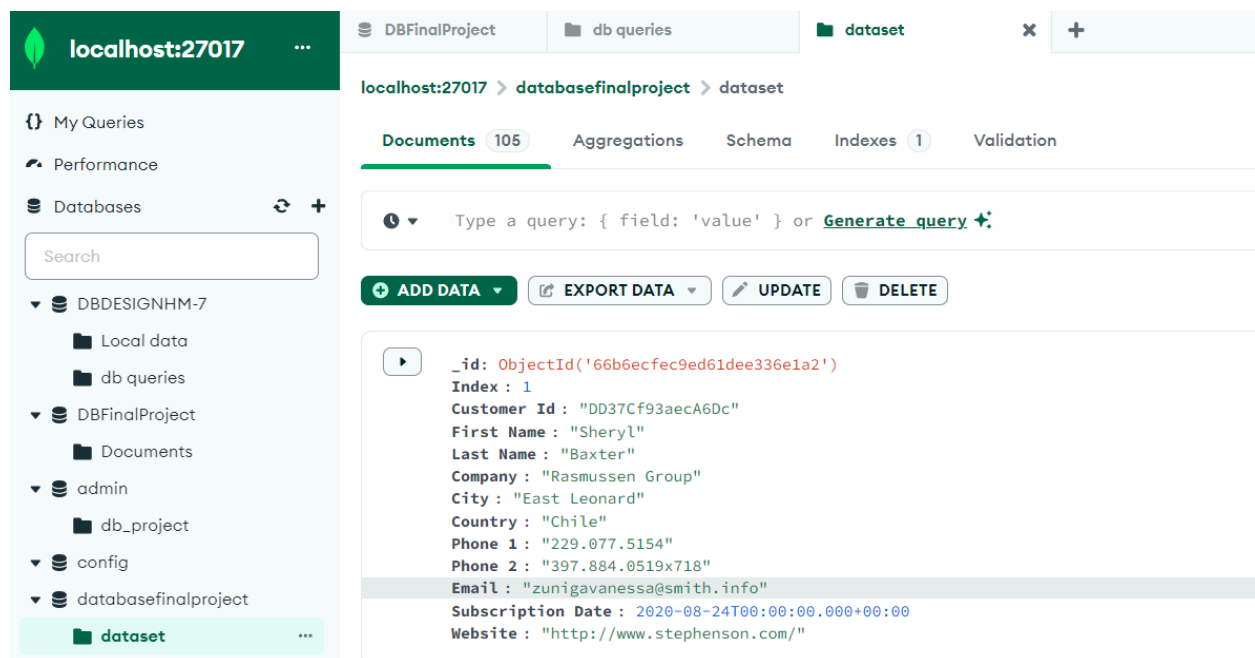 localhost:27017 ...
{} My Queries
Performance
Databases
Search
DBDESIGNHM-7
Local data
db queries
DBFinalProject
Documents
admin
db_project
config
databasefinalproject
dataset ...
DBFinalProject db queries dataset
localhost:27017 > databasefinalproject > dataset
Documents 105 Aggregations Schema Indexes 1 Validation
Type a query: { field: 'value' } or Generate query
ADD DATA EXPORT DATA UPDATE DELETE
_id: ObjectId('66b6ecfec9ed61dee336e1a2')
Index : 1
Customer Id : "DD37Cf93aecA6Dc"
First Name : "Sheryl"
Last Name : "Baxter"
Company : "Rasmussen Group"
City : "East Leonard"
Country : "Chile"
Phone 1 : "229.077.5154"
Phone 2 : "397.884.0519x718"
Email : "zunigavanessa@smith.info"
Subscription Date : 2020-08-24T00:00:00.000+00:00
Website : "http://www.stephenson.com/"